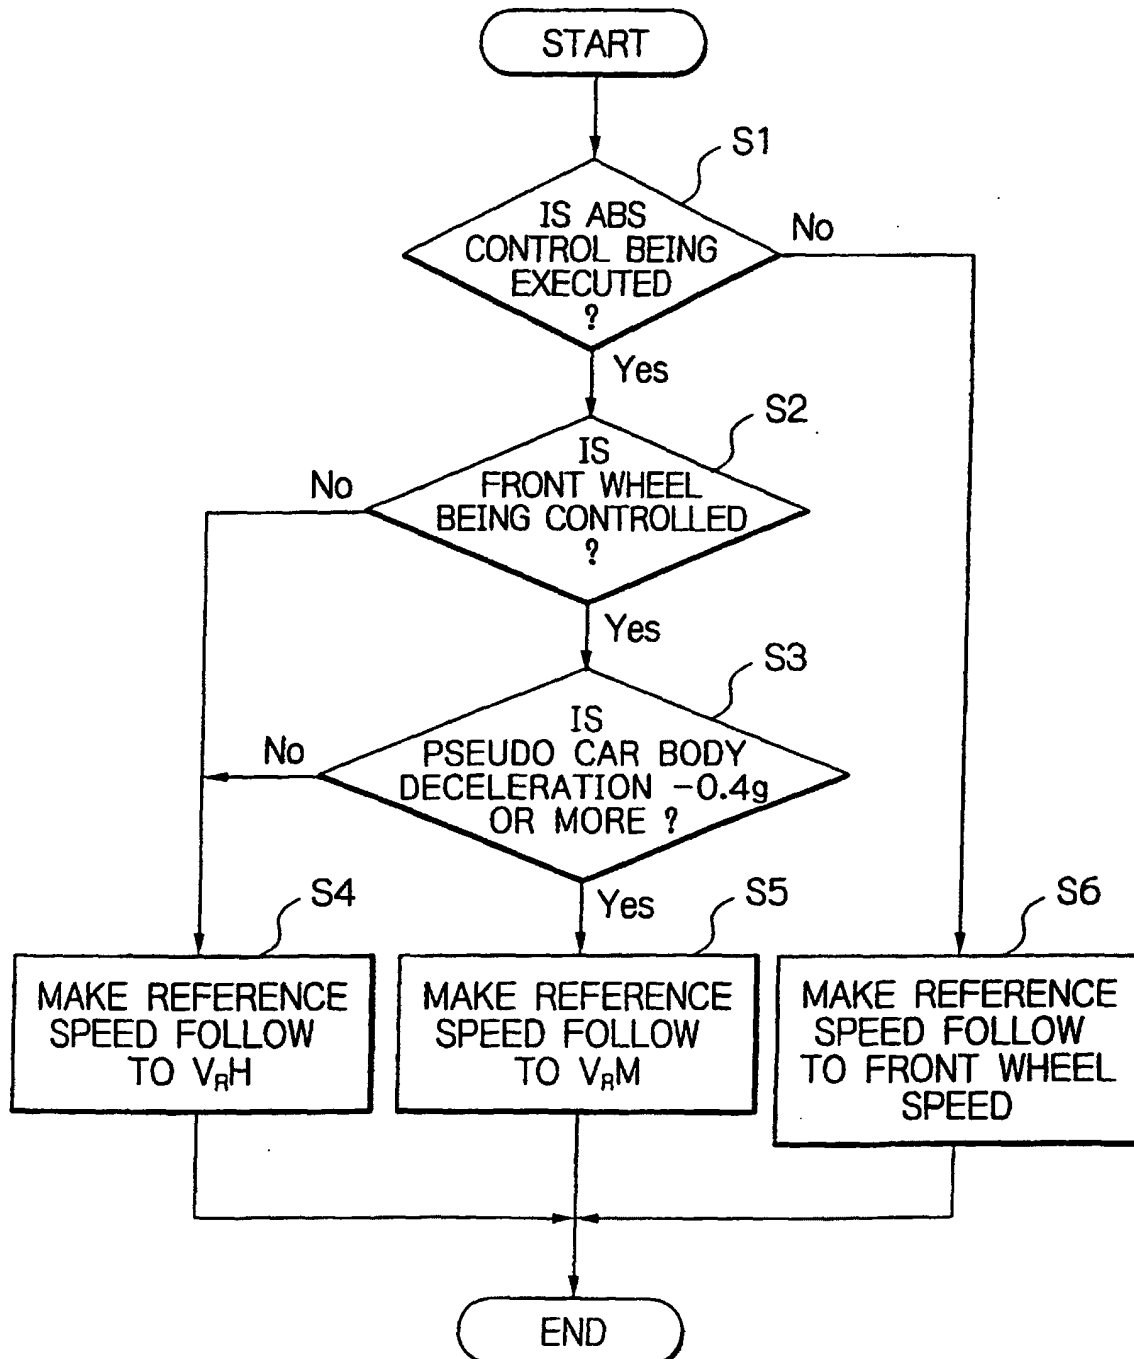 START
S1
IS ABS
CONTROL BEING
EXECUTED
?
No
Yes
S2
IS
FRONT WHEEL
BEING CONTROLLED
?
No
Yes
S3
IS
PSEUDO CAR BODY
DECELERATION -0.4g
OR MORE ?
No
Yes
S4
MAKE REFERENCE
SPEED FOLLOW
TO VRH
S5
MAKE REFERENCE
SPEED FOLLOW
TO VRM
S6
MAKE REFERENCE
SPEED FOLLOW
TO FRONT WHEEL
SPEED
END